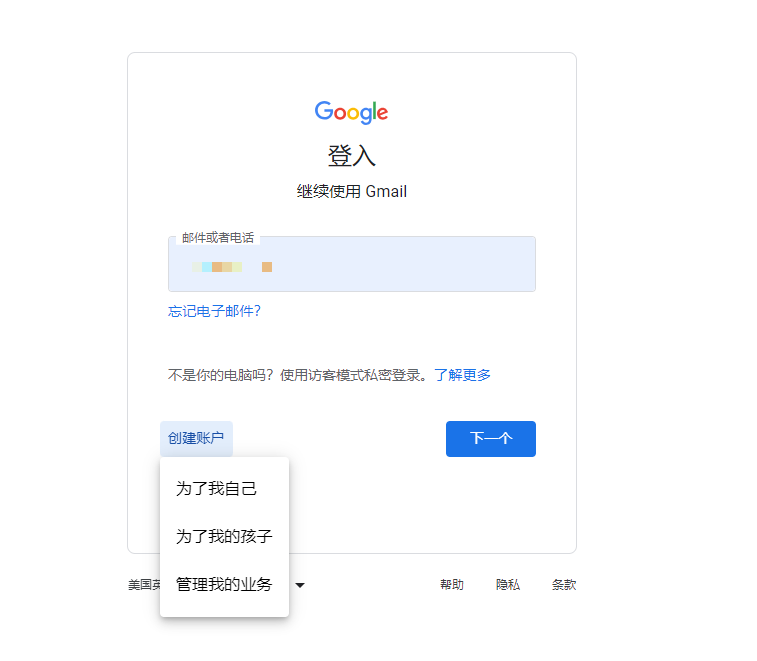 Google
登入
继续使用 Gmail
邮件或者电话
忘记电子邮件?
不是你的电脑吗？使用访客模式私密登录。了解更多
创建账户
下一个
为了我自己
为了我的孩子
管理我的业务
美国英
帮助
隐私
条款